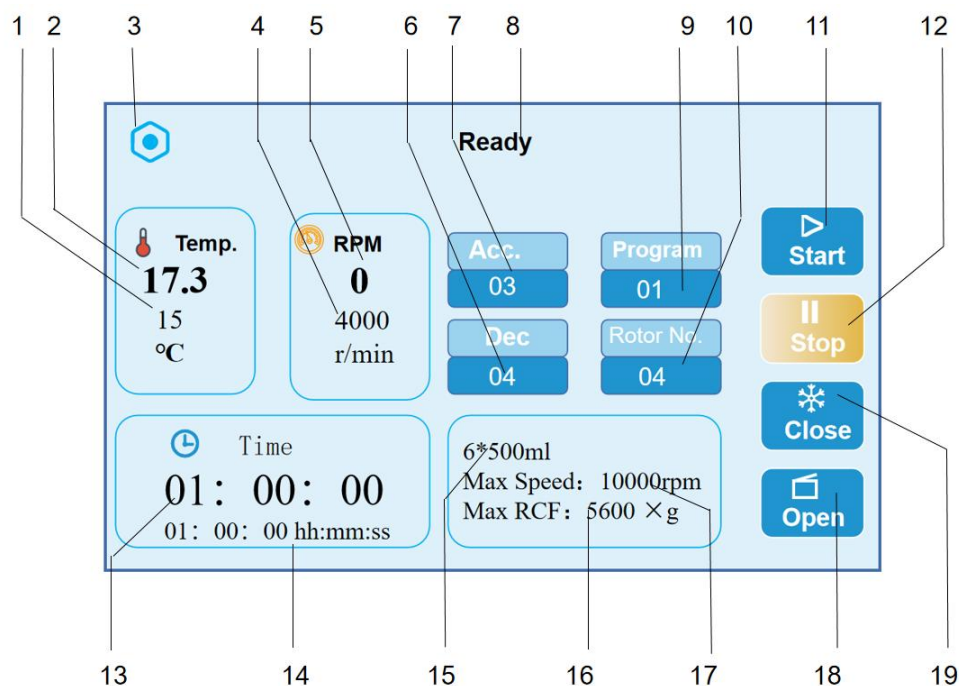 1 2 3 4 5 6 7 8 9 10 11 12
Ready
Temp.
17.3
15
°C
RPM
0
4000
r/min
Acc.
03
Program
01
Dec
04
Rotor No.
04
Start
Stop
Close
Open
Time
01: 00: 00
01: 00: 00 hh:mm:ss
6*500ml
Max Speed: 10000rpm
Max RCF: 5600 ×g
13 14 15 16 17 18 19